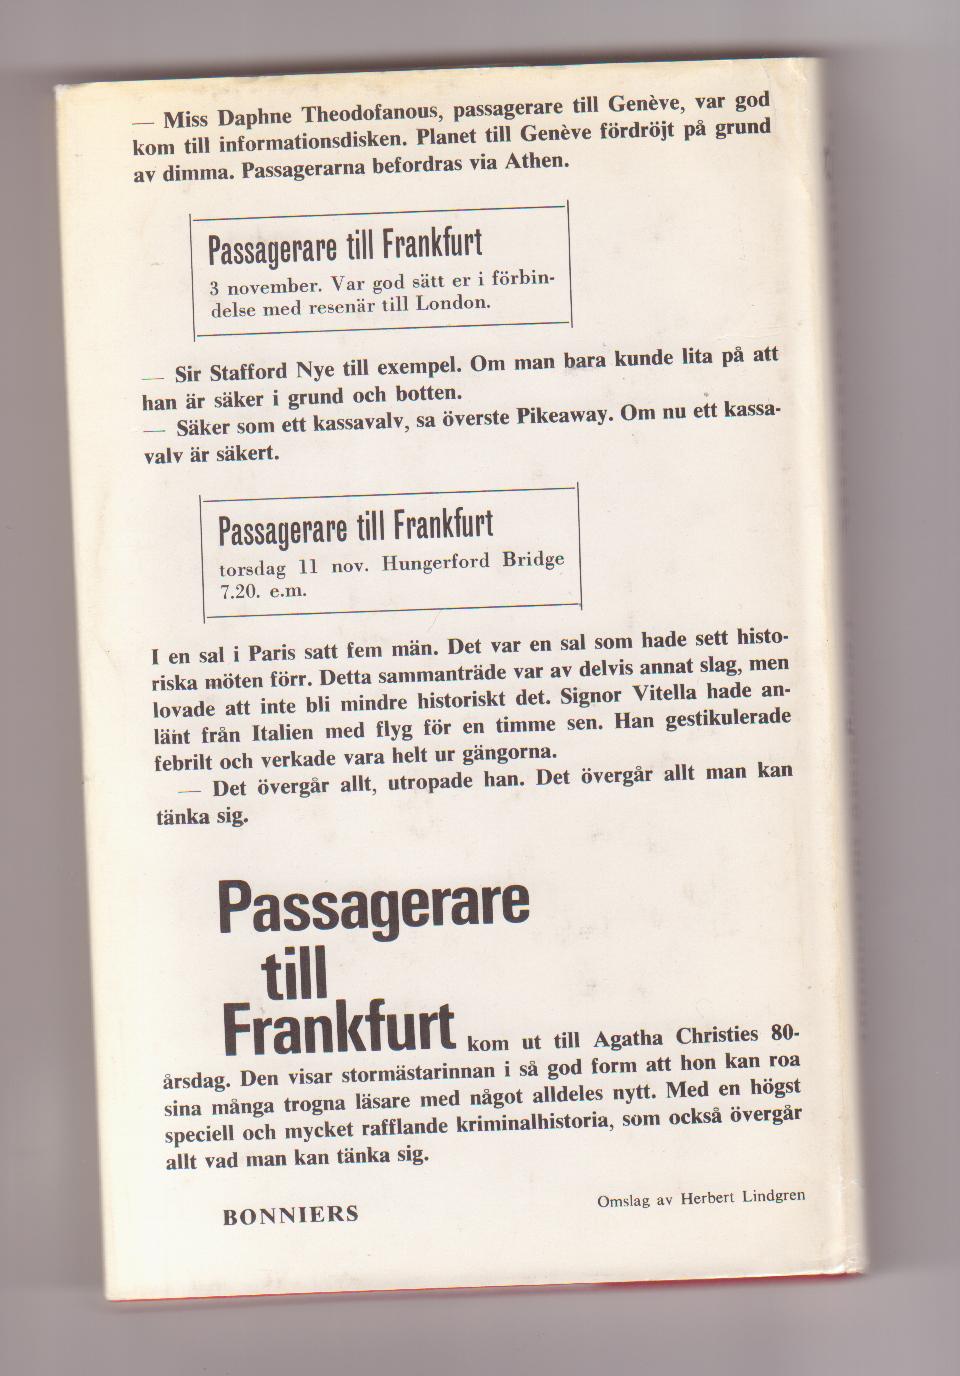 — Miss Daphne Theodofanous, passagerare till Genève, var god
kom till informationsdisken. Planet till Genève fördröjt på grund
av dimma. Passagerarna befordras via Athen.
Passagerare till Frankfurt
3 november. Var god sätt er i förbin-
delse med resenär till London.
— Sir Stafford Nye till exempel. Om man bara kunde lita på att
han är säker i grund och botten.
— Säker som ett kassavalv, sa överste Pikeaway. Om nu ett kassa-
valv är säkert.
Passagerare till Frankfurt
torsdag 11 nov. Hungerford Bridge
7.20. e.m.
I en sal i Paris satt fem män. Det var en sal som hade sett histo-
riska möten förr. Detta sammanträde var av delvis annat slag, men
lovade att inte bli mindre historiskt det. Signor Vitella hade an-
länt från Italien med flyg för en timme sen. Han gestikulerade
febrilt och verkade vara helt ur gängorna.
— Det övergår allt, utropade han. Det övergår allt man kan
tänka sig.
Passagerare
till
Frankfurt kom ut till Agatha Christies 80-
årsdag. Den visar stormästarinnan i så god form att hon kan roa
sina många trogna läsare med något alldeles nytt. Med en högst
speciell och mycket rafflande kriminalhistoria, som också övergår
allt vad man kan tänka sig.
BONNIERS
Omslag av Herbert Lindgren